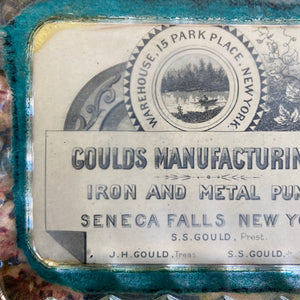 WAREHOUSE, 15 PARK PLACE, NEW YORK.
GOULDS MANUFACTURIN
IRON AND METAL PUM
SENECA FALLS NEW YO
S.S. GOULD, Prest.
J.H. GOULD, Treas. S.S. GOULD,